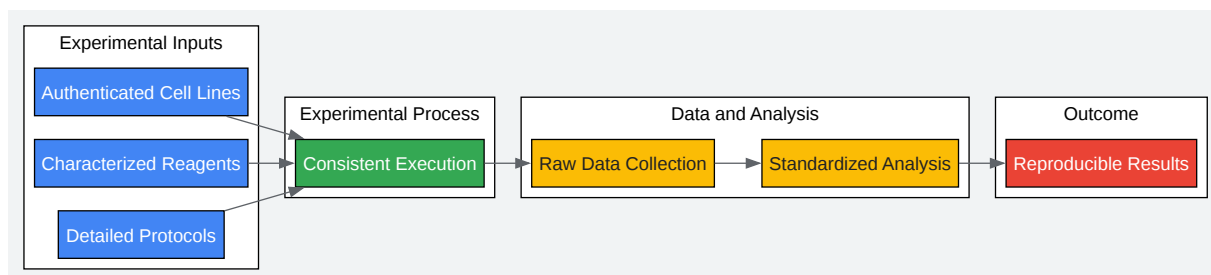 Experimental Inputs
Authenticated Cell Lines
Characterized Reagents
Detailed Protocols
Experimental Process
Consistent Execution
Data and Analysis
Raw Data Collection
Standardized Analysis
Outcome
Reproducible Results